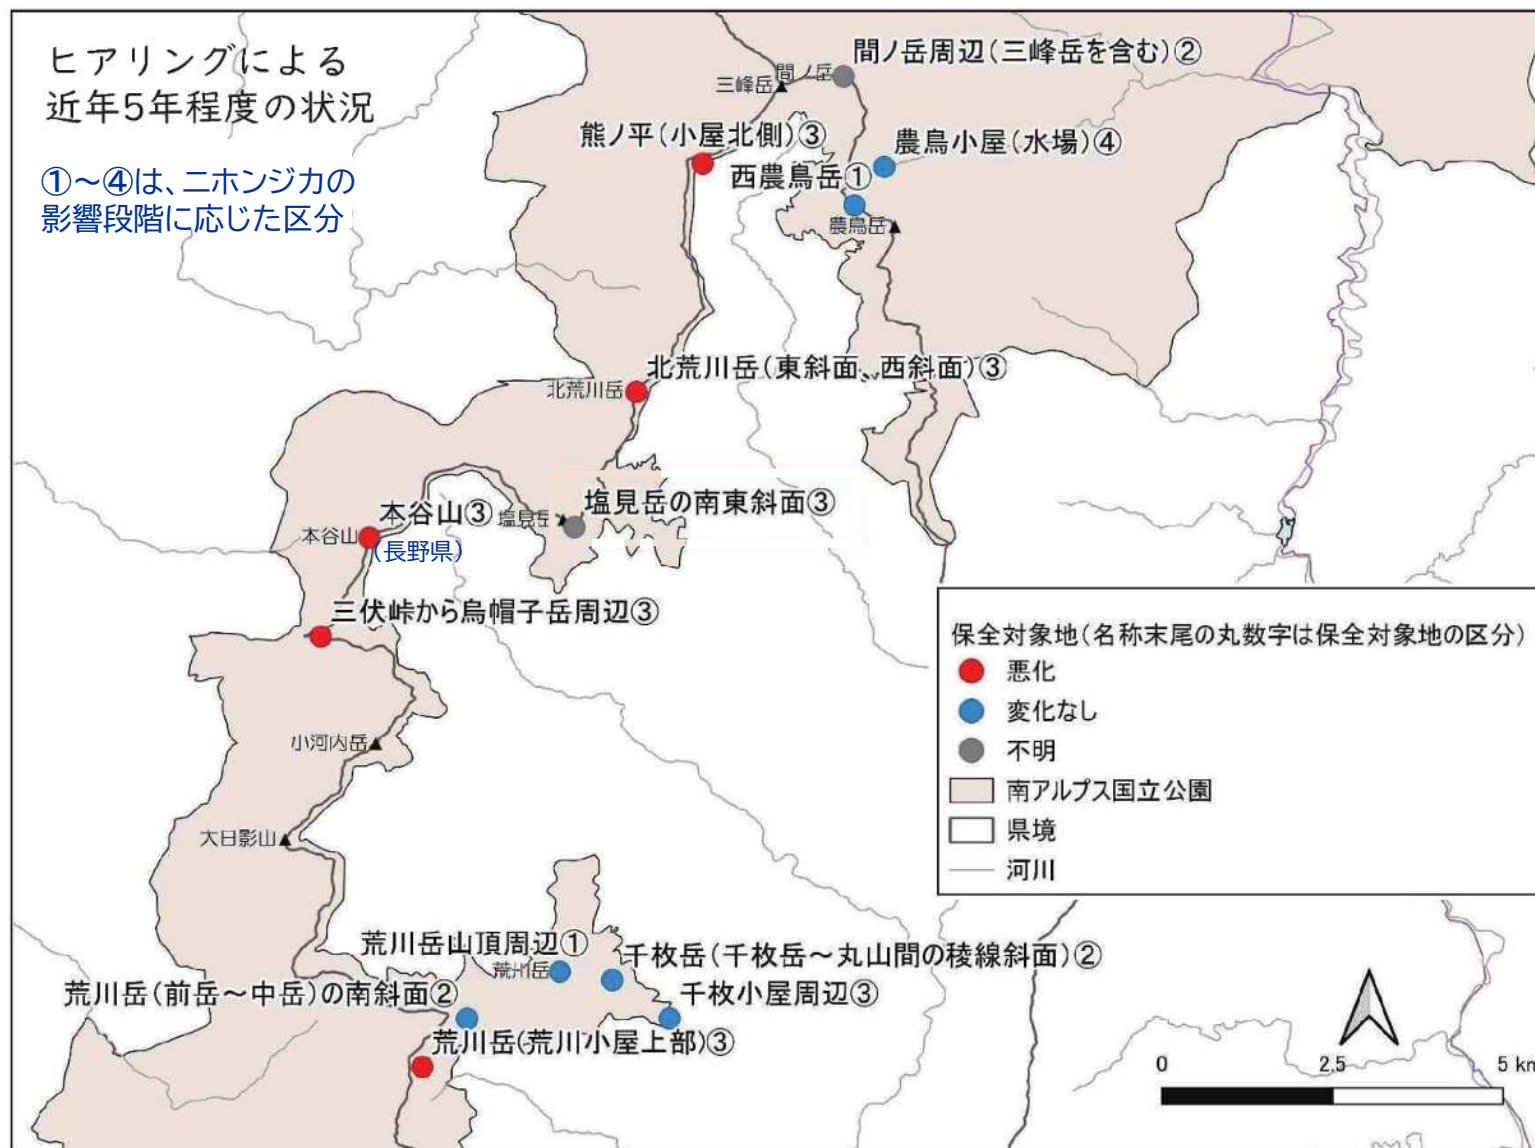 ヒアリングによる
近年5年程度の状況
①～④は、ニホンジカの
影響段階に応じた区分
間ノ岳周辺(三峰岳を含む)②
間ノ岳
三峰岳
熊ノ平(小屋北側)③
農鳥小屋(水場)④
西農鳥岳①
農鳥岳
北荒川岳(東斜面、西斜面)③
北荒川岳
塩見岳の南東斜面③
塩見岳
本谷山③
本谷山
(長野県)
三伏峠から烏帽子岳周辺③
小河内岳
大日影山
荒川岳山頂周辺①
荒川岳
千枚岳(千枚岳～丸山間の稜線斜面)②
荒川岳(前岳～中岳)の南斜面②
千枚小屋周辺③
荒川岳(荒川小屋上部)③
保全対象地(名称末尾の丸数字は保全対象地の区分)
悪化
変化なし
不明
南アルプス国立公園
県境
河川
0 2.5 5 km